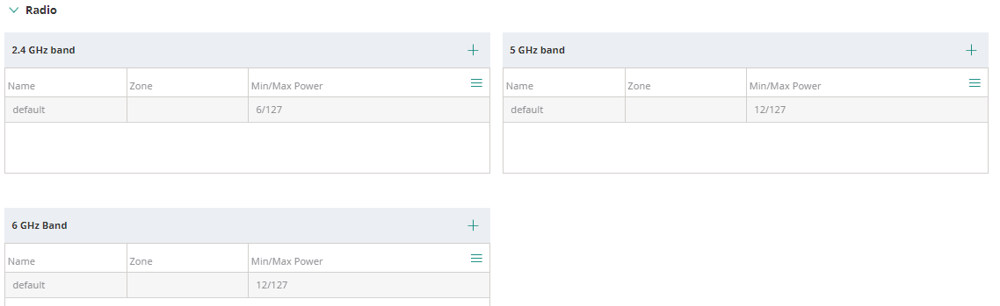 Radio
2.4 GHz band
Name Zone Min/Max Power
default 6/127
5 GHz band
Name Zone Min/Max Power
default 12/127
6 GHz Band
Name Zone Min/Max Power
default 12/127